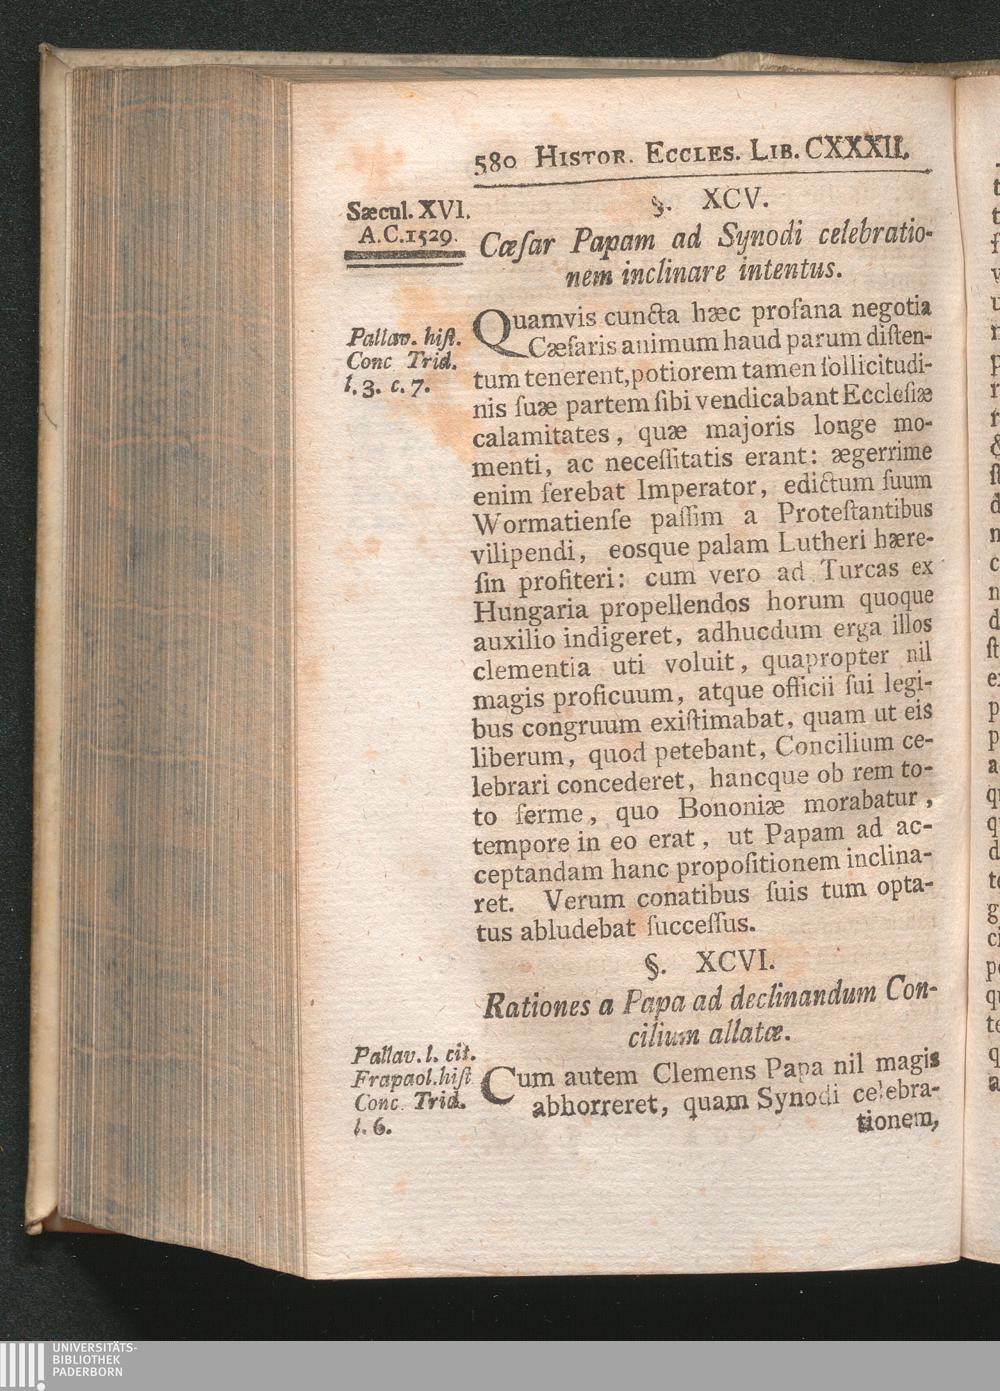 580 HISTOR. ECCLES. LIB. CXXXII.
Sæcul. XVI.
A.C. 1529.
§. XCV.
Cæſar Papam ad Synodi celebratio-
nem inclinare intentus.
Pallav. hiſt.
Conc Trid.
l. 3. c. 7.
Quamvis cuncta hæc profana negotia
Cæſaris animum haud parum diſten-
tum tenerent, potiorem tamen ſollicitudi-
nis ſuæ partem ſibi vendicabant Eccleſiæ
calamitates, quæ majoris longe mo-
menti, ac neceſſitatis erant: ægerrime
enim ferebat Imperator, edictum ſuum
Wormatienſe paſſim a Proteſtantibus
vilipendi, eosque palam Lutheri hære-
ſin profiteri: cum vero ad Turcas ex
Hungaria propellendos horum quoque
auxilio indigeret, adhucdum erga illos
clementia uti voluit, quapropter nil
magis proficuum, atque officii ſui legi-
bus congruum exiſtimabat, quam ut eis
liberum, quod petebant, Concilium ce-
lebrari concederet, hancque ob rem to-
to ferme, quo Bononiæ morabatur,
tempore in eo erat, ut Papam ad ac-
ceptandam hanc propoſitionem inclina-
ret. Verum conatibus ſuis tum opta-
tus abludebat ſucceſſus.
§. XCVI.
Rationes a Papa ad declinandum Con-
cilium allatæ.
Pallav. l. cit.
Frapaol. hiſt
Conc. Trid.
l. 6.
Cum autem Clemens Papa nil magis
abhorreret, quam Synodi celebra-
tionem,
UNIVERSITÄTS-
BIBLIOTHEK
PADERBORN